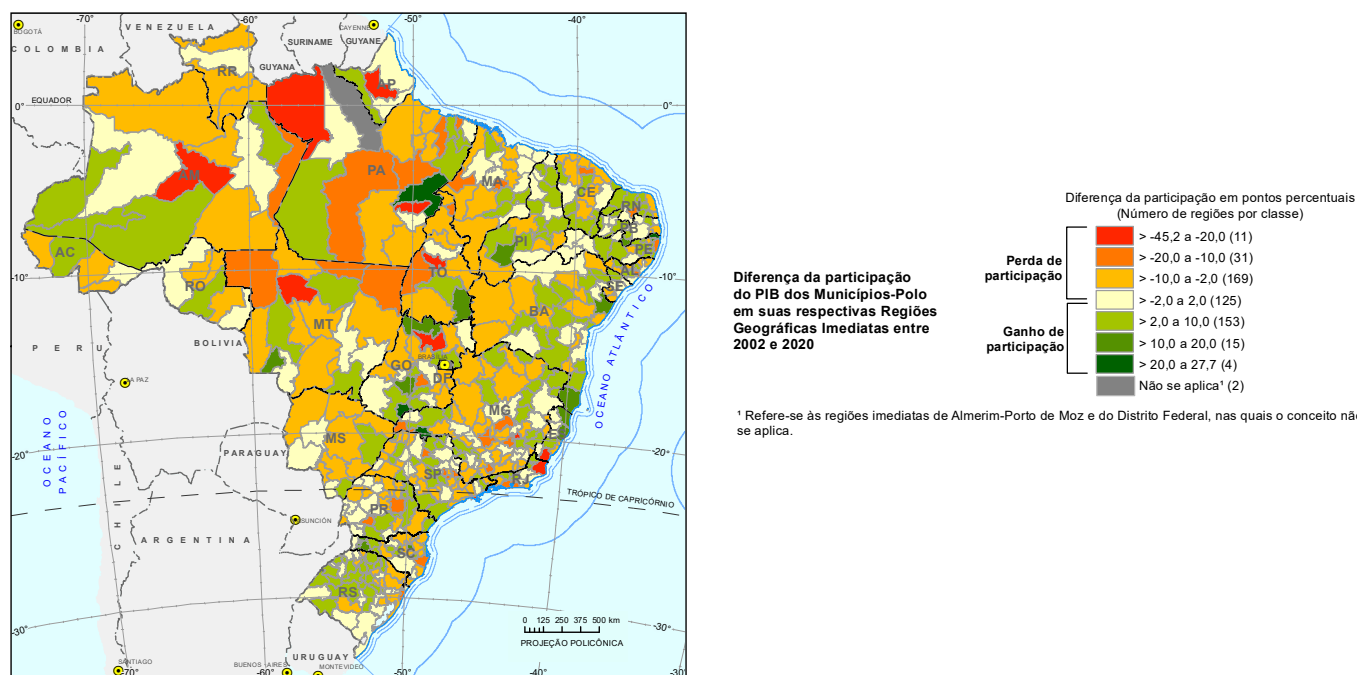 -70°
-60°
-50°
-40°
BOGOTÁ
VENEZUELA
CAYENNE
COLOMBIA
SURINAME
GUYANE
GUYANA
RR
AP
EQUADOR
0°
0°
AM
PA
MA
CE
RN
PB
PI
PE
AC
AL
-10°
TO
-10°
RO
SE
BA
MT
PERU
BOLIVIA
GO
BRASÍLIA
DF
LA PAZ
OCEANO ATLÂNTICO
MG
ES
MS
OCEANO
PACÍFICO
-20°
PARAGUAY
-20°
SP
RJ
TRÓPICO DE CAPRICÓRNIO
PR
CHILE
ASUNCIÓN
ARGENTINA
SC
RS
-30°
-30°
0 125 250 375 500 km
PROJEÇÃO POLICÔNICA
SANTIAGO
URUGUAY
BUENOS AIRES
MONTEVIDEO
-70°
-60°
-50°
-40°
Diferença da participação
do PIB dos Municípios-Polo
em suas respectivas Regiões
Geográficas Imediatas entre
2002 e 2020
Diferença da participação em pontos percentuais
(Número de regiões por classe)
Perda de
participação
Ganho de
participação
> -45,2 a -20,0 (11)
> -20,0 a -10,0 (31)
> -10,0 a -2,0 (169)
> -2,0 a 2,0 (125)
> 2,0 a 10,0 (153)
> 10,0 a 20,0 (15)
> 20,0 a 27,7 (4)
Não se aplica¹ (2)
¹ Refere-se às regiões imediatas de Almerim-Porto de Moz e do Distrito Federal, nas quais o conceito
se aplica.